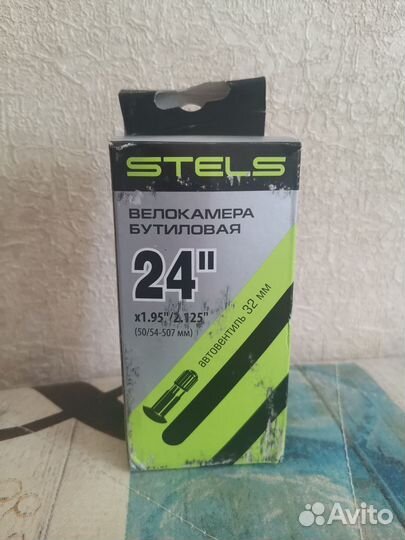 STELS
ВЕЛОКАМЕРА
БУТИЛОВАЯ
24"
x1.95"/2.125"
(50/54-507 мм)
автовентиль 32 мм
Avito